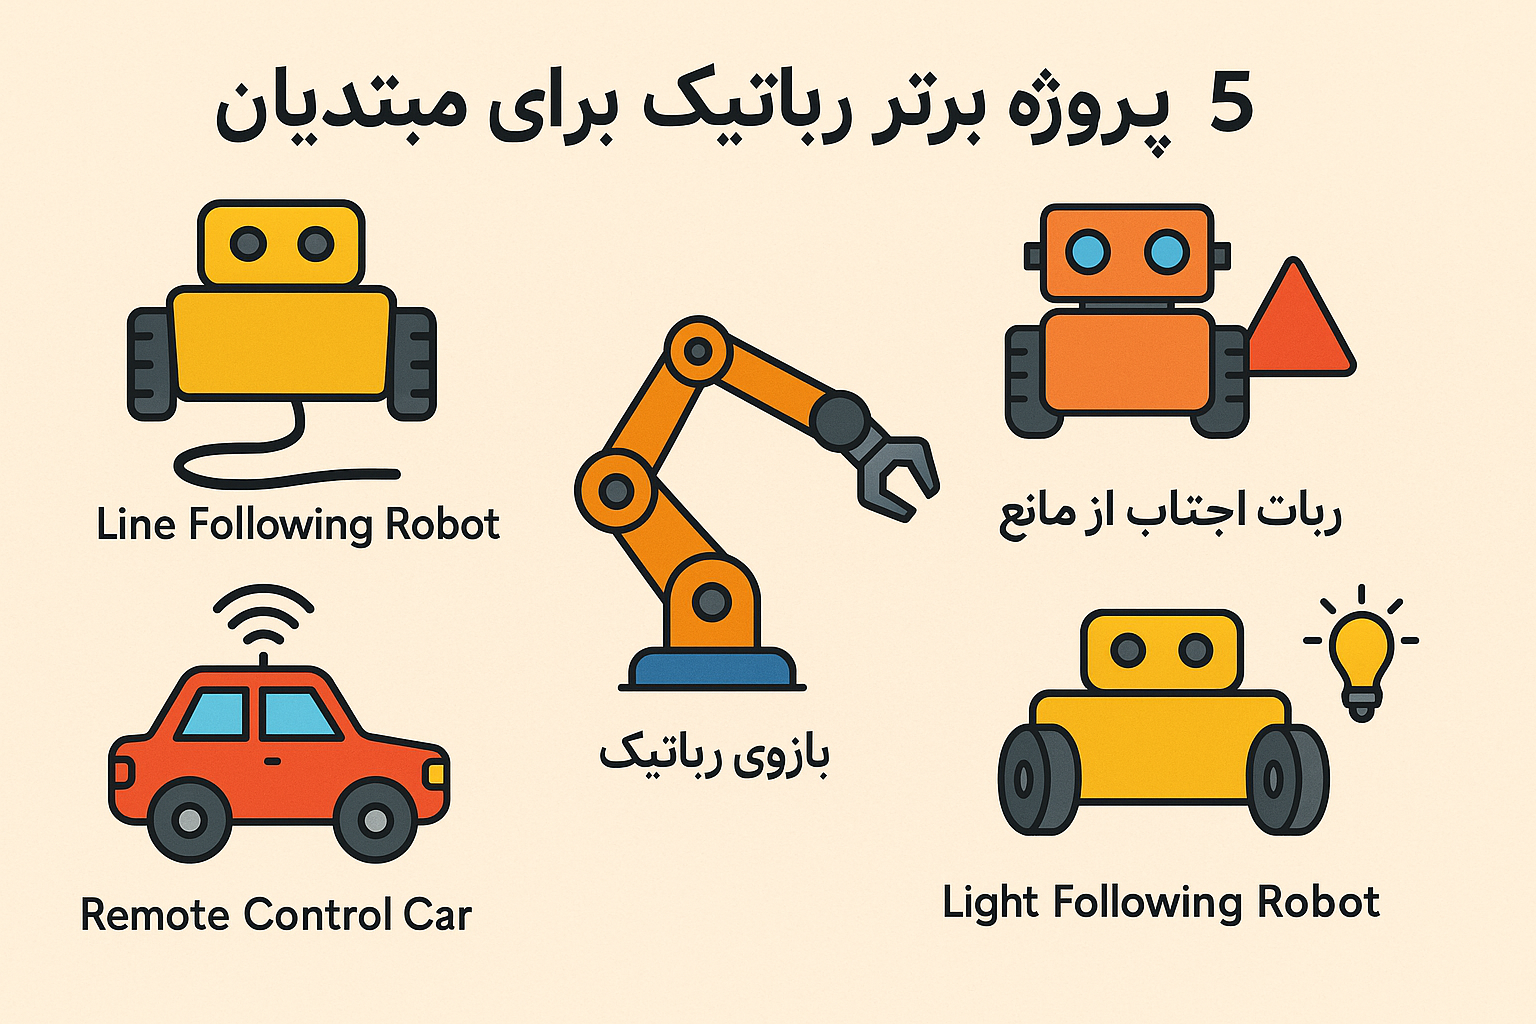 5 پروژه برتر رباتیک برای مبتدیان
Line Following Robot
ربات اجتاب از مانع
بازوی رباتیک
Remote Control Car
Light Following Robot